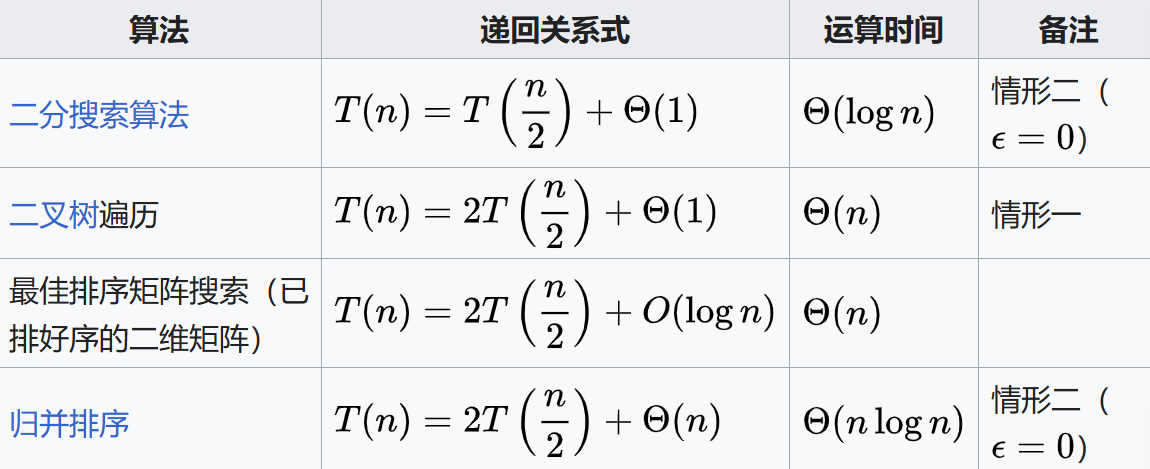 算法 递回关系式 运算时间 备注
二分搜索算法 T(n) = T(n/2) + Θ(1) Θ(log n) 情形二（
ϵ = 0）
二叉树遍历 T(n) = 2T(n/2) + Θ(1) Θ(n) 情形一
最佳排序矩阵搜索（已
排好序的二维矩阵） T(n) = 2T(n/2) + O(log n) Θ(n)
归并排序 T(n) = 2T(n/2) + Θ(n) Θ(n log n) 情形二（
ϵ = 0）